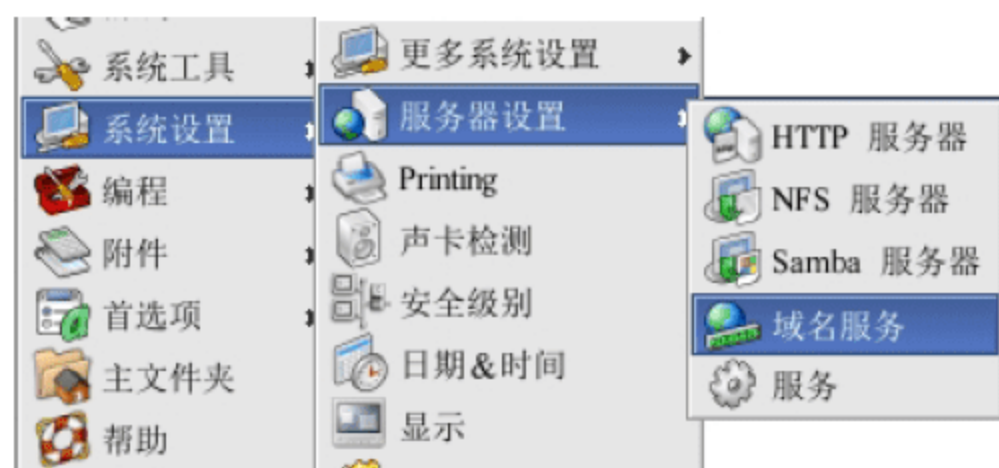 系统工具
系统设置
编程
附件
首选项
主文件夹
帮助
更多系统设置
服务器设置
Printing
声卡检测
安全级别
日期&时间
显示
HTTP 服务器
NFS 服务器
Samba 服务器
域名服务
服务